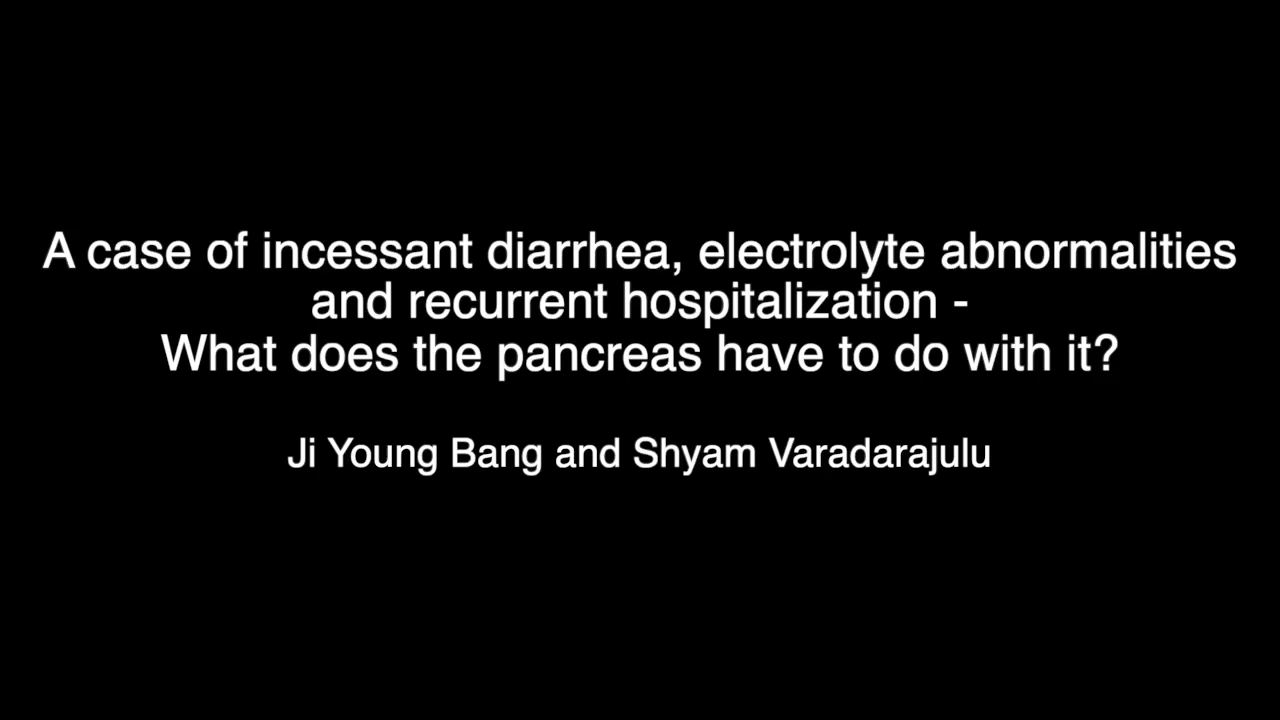 A case of incessant diarrhea, electrolyte abnormalities
and recurrent hospitalization -
What does the pancreas have to do with it?
Ji Young Bang and Shyam Varadarajulu